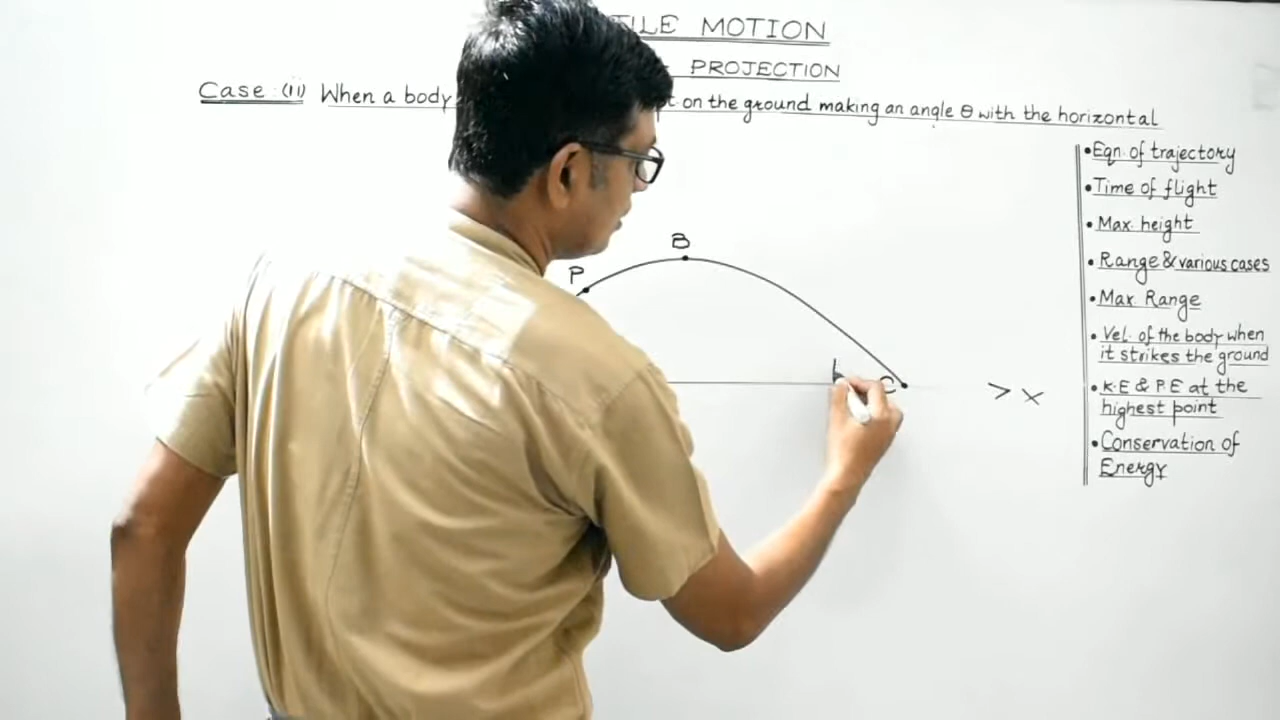 TILE MOTION
PROJECTION
Case :(ii) When a body on the ground making an angle θ with the horizontal
• Eqn. of trajectory
• Time of flight
• Max. height
• Range & various cases
• Max. Range
• Vel. of the body when
it strikes the ground
• K.E & P.E at the
highest point
• Conservation of
Energy
B
P
C
> X